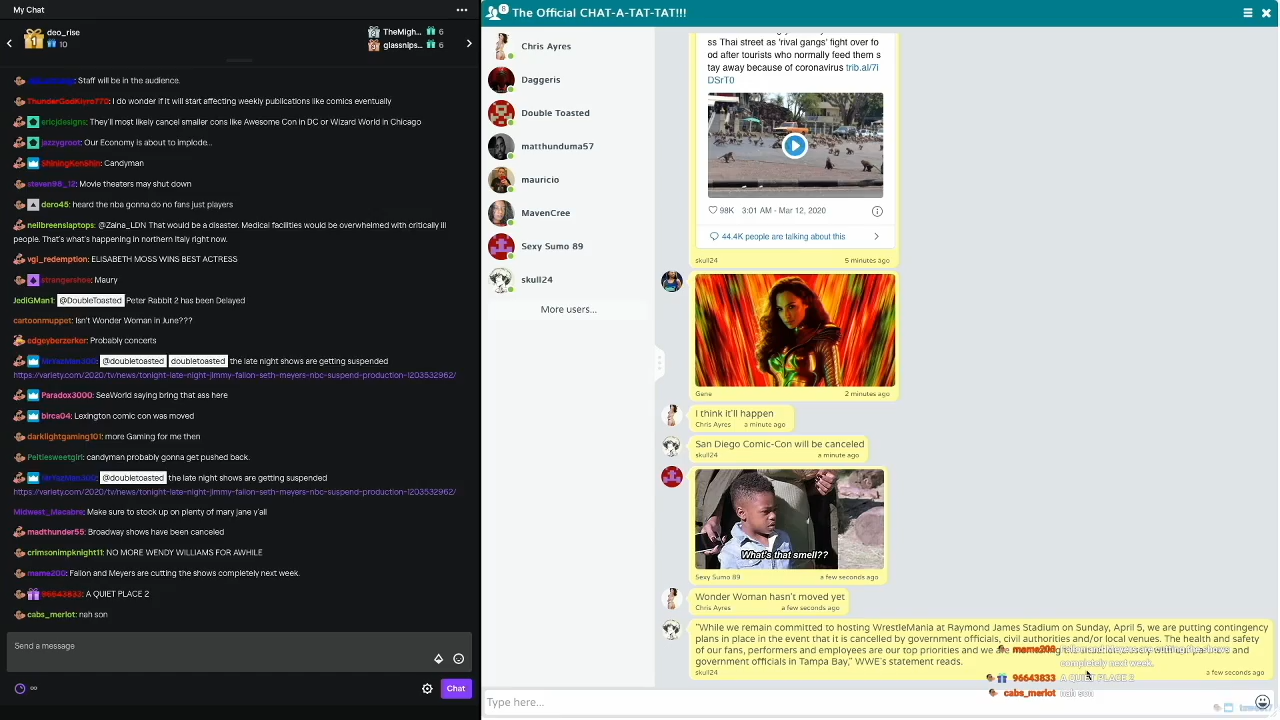 My Chat
deo_rise
10
TheMigh... 6
glassnips... 6
Staff will be in the audience.
ThunderGodKiyro770: I do wonder if it will start affecting weekly publications like comics eventually
ericjdesigns: They'll most likely cancel smaller cons like Awesome Con in DC or Wizard World in Chicago
jazzygroot: Our Economy is about to implode...
ShiningKenShin: Candyman
steven96_12: Movie theaters may shut down
dero45: heard the nba gonna do no fans just players
neilbreenslaptops: @Zaina_LDN That would be a disaster. Medical facilities would be overwhelmed with critically ill
people. That's what's happening in northern Italy right now.
vgi_redemption: ELISABETH MOSS WINS BEST ACTRESS
strangershoe: Maury
JediGMan1: @DoubleToasted Peter Rabbit 2 has been Delayed
cartoonmuppet: Isn't Wonder Woman in June???
edgeyberzerker: Probably concerts
MrYazMan300: @doubletoasted doubletoasted the late night shows are getting suspended
https://variety.com/2020/tv/news/tonight-late-night-jimmy-fallon-seth-meyers-nbc-suspend-production-1203532962/
Paradox3000: SeaWorld saying bring that ass here
birca04: Lexington comic con was moved
darklightgaming101: more Gaming for me then
Peitiesweetgirl: candyman probably gonna get pushed back.
MrYazMan300: @doubletoasted the late night shows are getting suspended
https://variety.com/2020/tv/news/tonight-late-night-jimmy-fallon-seth-meyers-nbc-suspend-production-1203532962/
Midwest_Macabre: Make sure to stock up on plenty of mary jane y'all
madthunder55: Broadway shows have been canceled
crimsonimpknight11: NO MORE WENDY WILLIAMS FOR AWHILE
mame200: Fallon and Meyers are cutting the shows completely next week.
96643833: A QUIET PLACE 2
cabs_merlot: nah son
Send a message
∞
Chat
6
The Official CHAT-A-TAT-TAT!!!
Chris Ayres
Daggeris
Double Toasted
matthunduma57
mauricio
MavenCree
Sexy Sumo 89
skull24
More users...
ss Thai street as 'rival gangs' fight over fo
od after tourists who normally feed them s
tay away because of coronavirus trib.al/7i
DSrT0
98K 3:01 AM - Mar 12, 2020
44.4K people are talking about this
skull24 5 minutes ago
Gene 2 minutes ago
I think it'll happen
Chris Ayres a minute ago
San Diego Comic-Con will be canceled
skull24 a minute ago
What's that smell??
Sexy Sumo 89 a few seconds ago
Wonder Woman hasn't moved yet
Chris Ayres a few seconds ago
"While we remain committed to hosting WrestleMania at Raymond James Stadium on Sunday, April 5, we are putting contingency
plans in place in the event that it is cancelled by government officials, civil authorities and/or local venues. The health and safety
of our fans, performers and employees are our top priorities and we are
government officials in Tampa Bay," WWE's statement reads.
skull24 a few seconds ago
mame200
completely next week.
96643833 A QUIET PLACE 2
cabs_merlot nah son
Type here...